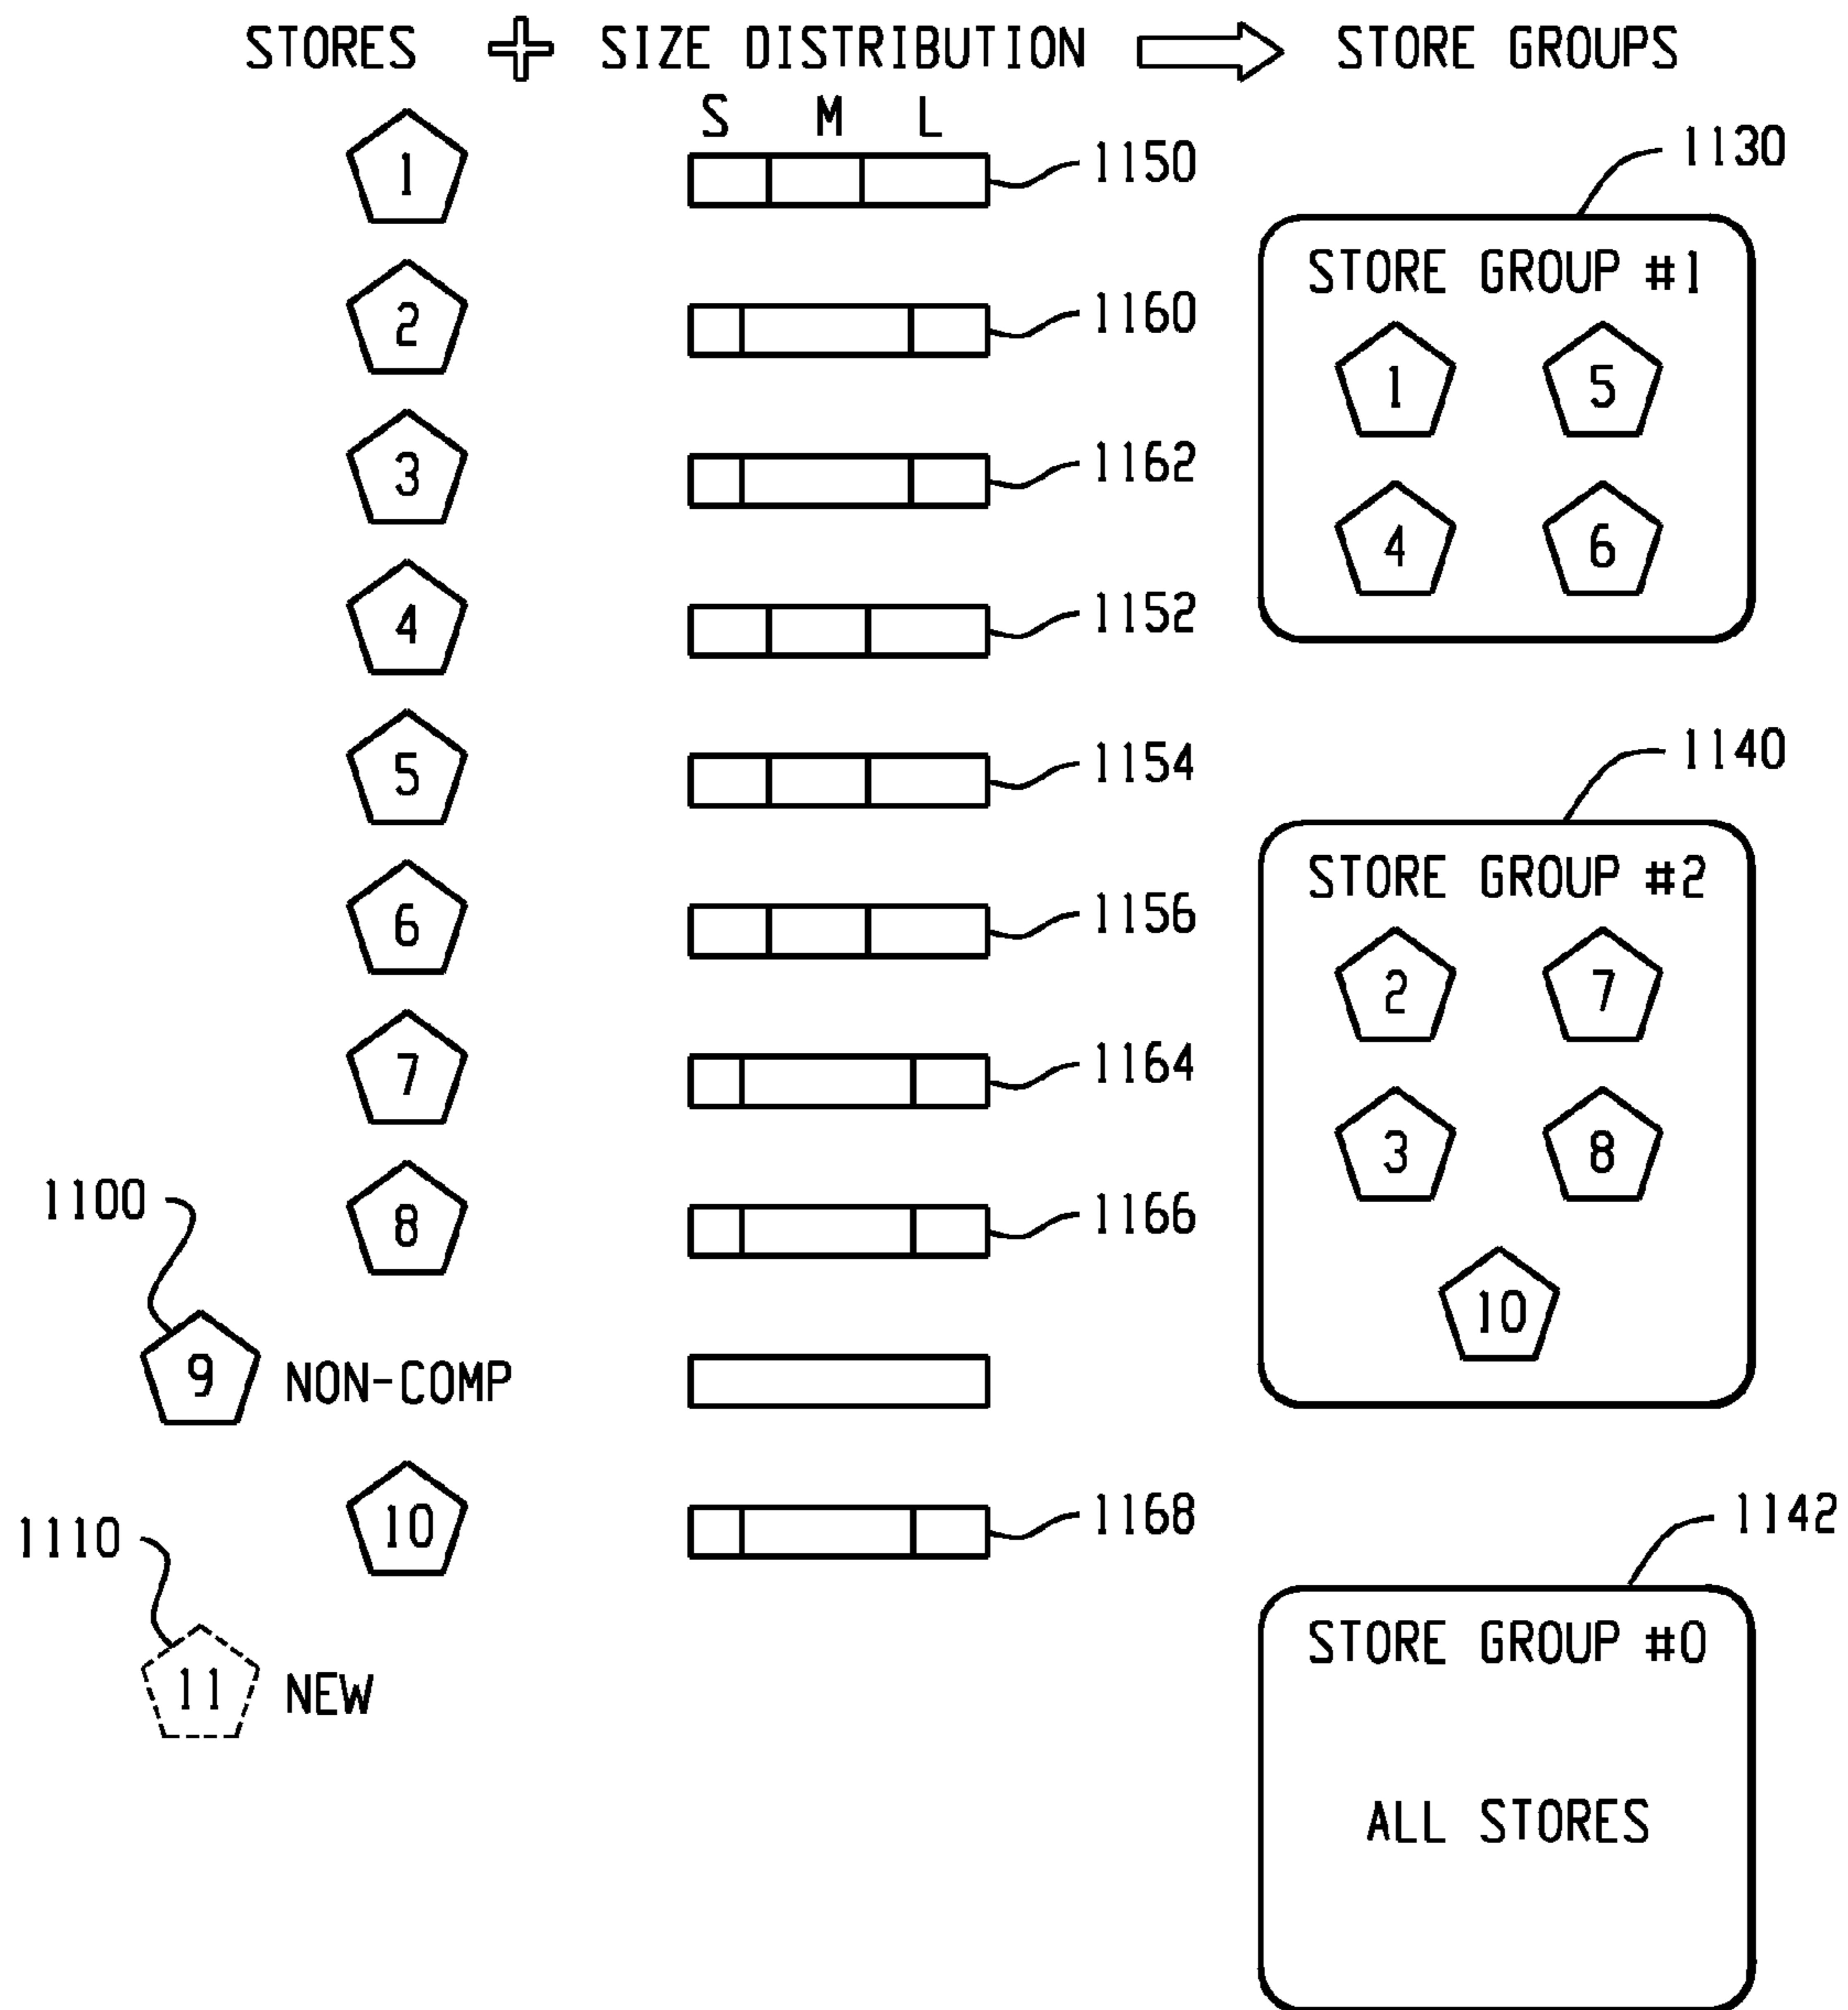 STORES + SIZE DISTRIBUTION STORE GROUPS
S M L
1 1150
1130
STORE GROUP #1
2 1160
1 5
3 1162
4 6
4 1152
5 1154
1140
STORE GROUP #2
6 1156
2 7
7 1164
3 8
1100
8 1166
10
9 NON-COMP
1110
10 1168
1142
STORE GROUP #0
11 NEW
ALL STORES